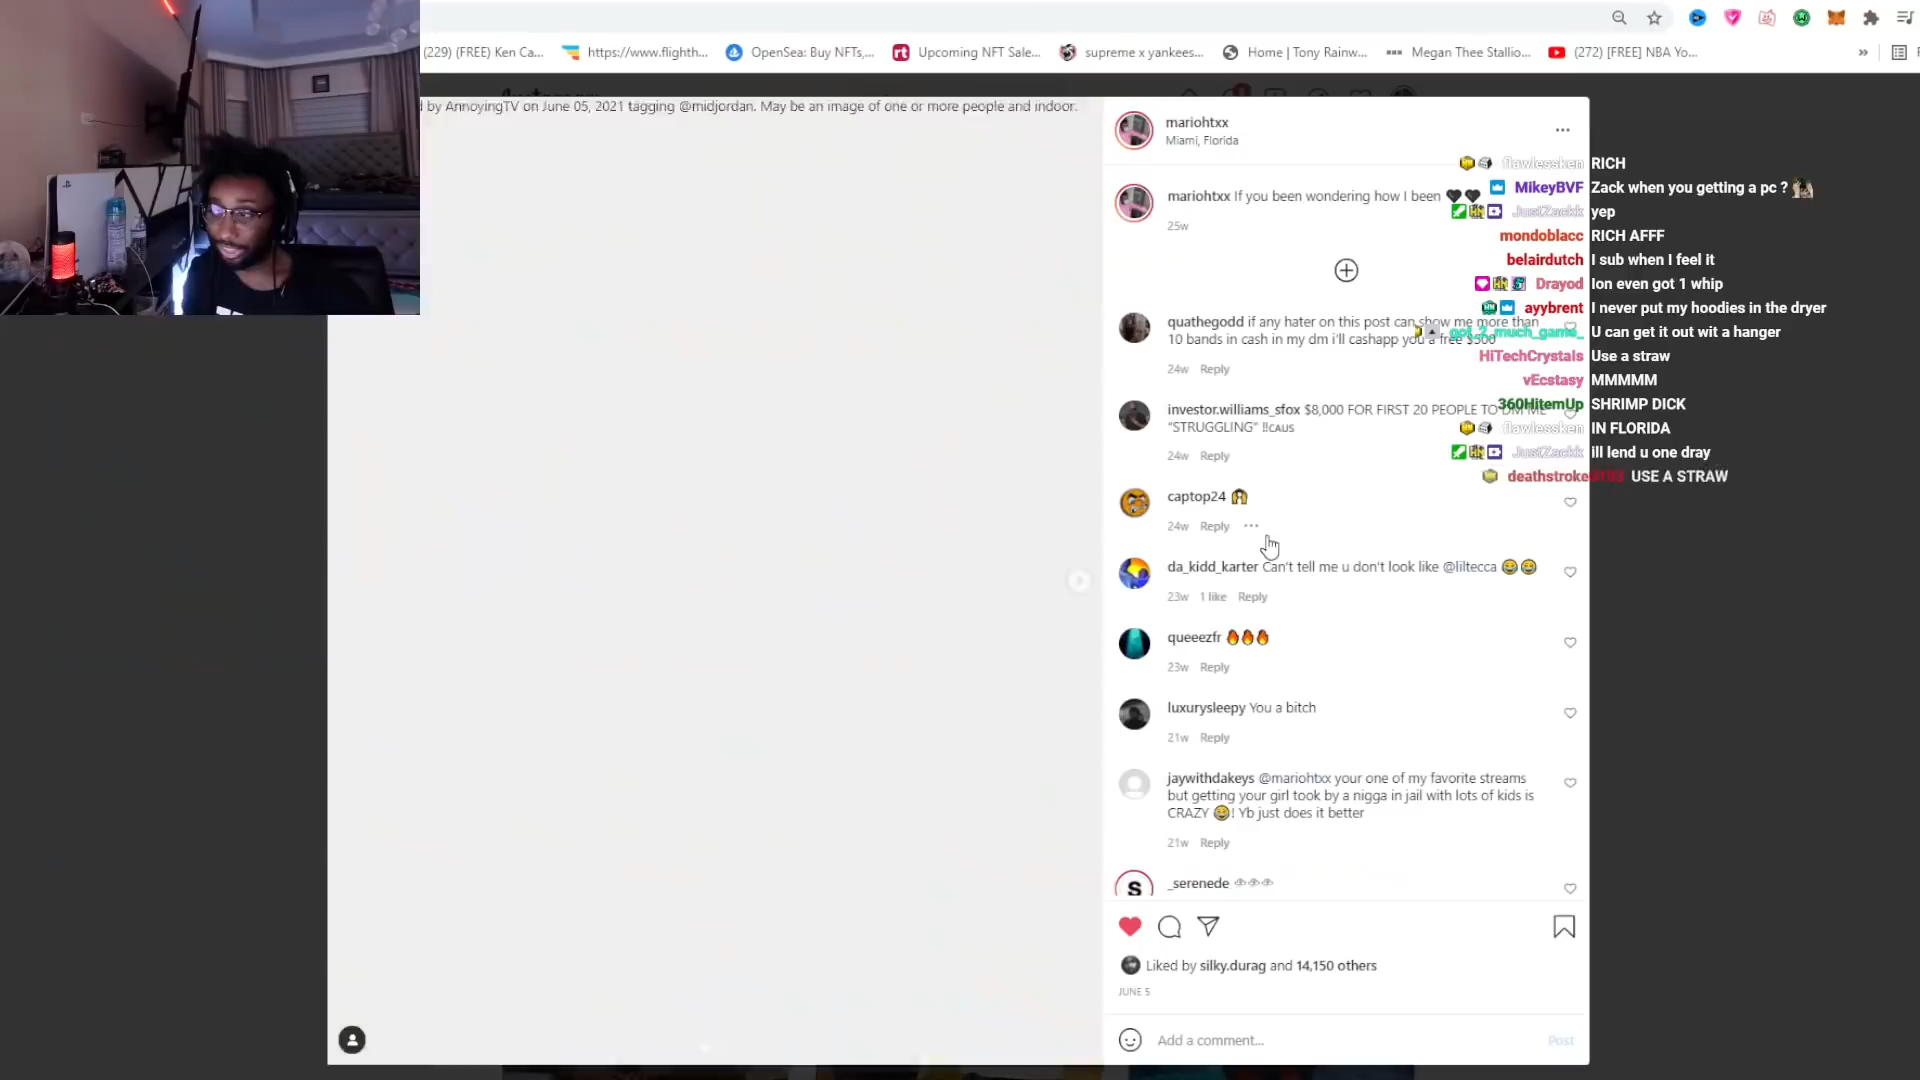 (229) (FREE) Ken Ca... https://www.flighth... OpenSea: Buy NFTs,... Upcoming NFT Sale... supreme x yankees... Home | Tony Rainw... Megan Thee Stallio... (272) [FREE] NBA Yo... »
d by AnnoyingTV on June 05, 2021 tagging @midjordan. May be an image of one or more people and indoor.
mariohtxx
Miami, Florida
mariohtxx If you been wondering how I been 🖤🖤
25w
quathegodd if any hater on this post can show me more than
10 bands in cash in my dm i'll cashapp you a free $500
24w Reply
investor.williams_sfox $8,000 FOR FIRST 20 PEOPLE TO DM ME
"STRUGGLING" ‼️ᴄᴀᴜs
24w Reply
captop24
24w Reply ...
da_kidd_karter Can't tell me u don't look like @liltecca 😂😂
23w 1 like Reply
queeezfr 🔥🔥🔥
23w Reply
luxurysleepy You a bitch
21w Reply
jaywithdakeys @mariohtxx your one of my favorite streams
but getting your girl took by a nigga in jail with lots of kids is
CRAZY 😂! Yb just does it better
21w Reply
S
_serenede 👁👁👁
Liked by silky.durag and 14,150 others
JUNE 5
Add a comment...
Post
flawlessken RICH
MikeyBVF Zack when you getting a pc ?
JustZackk yep
mondoblacc RICH AFFF
belairdutch I sub when I feel it
Drayod Ion even got 1 whip
ayybrent I never put my hoodies in the dryer
got_2_much_game_ U can get it out wit a hanger
HiTechCrystals Use a straw
vEcstasy MMMMM
360HitemUp SHRIMP DICK
flawlessken IN FLORIDA
JustZackk ill lend u one dray
USE A STRAW